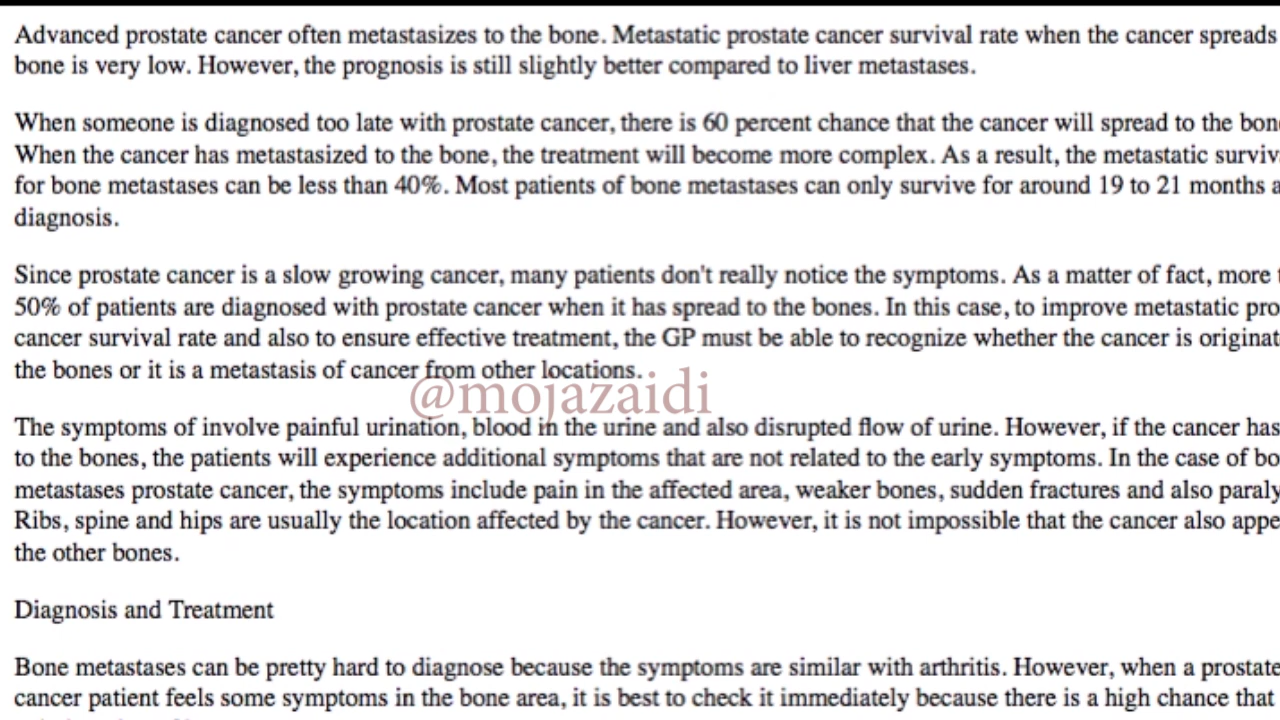 Advanced prostate cancer often metastasizes to the bone. Metastatic prostate cancer survival rate when the cancer spreads
bone is very low. However, the prognosis is still slightly better compared to liver metastases.
When someone is diagnosed too late with prostate cancer, there is 60 percent chance that the cancer will spread to the bon
When the cancer has metastasized to the bone, the treatment will become more complex. As a result, the metastatic surviv
for bone metastases can be less than 40%. Most patients of bone metastases can only survive for around 19 to 21 months a
diagnosis.
Since prostate cancer is a slow growing cancer, many patients don't really notice the symptoms. As a matter of fact, more
50% of patients are diagnosed with prostate cancer when it has spread to the bones. In this case, to improve metastatic pro
cancer survival rate and also to ensure effective treatment, the GP must be able to recognize whether the cancer is originat
the bones or it is a metastasis of cancer from other locations.
@mojazaidi
The symptoms of involve painful urination, blood in the urine and also disrupted flow of urine. However, if the cancer has
to the bones, the patients will experience additional symptoms that are not related to the early symptoms. In the case of bo
metastases prostate cancer, the symptoms include pain in the affected area, weaker bones, sudden fractures and also paraly
Ribs, spine and hips are usually the location affected by the cancer. However, it is not impossible that the cancer also appe
the other bones.
Diagnosis and Treatment
Bone metastases can be pretty hard to diagnose because the symptoms are similar with arthritis. However, when a prostate
cancer patient feels some symptoms in the bone area, it is best to check it immediately because there is a high chance that